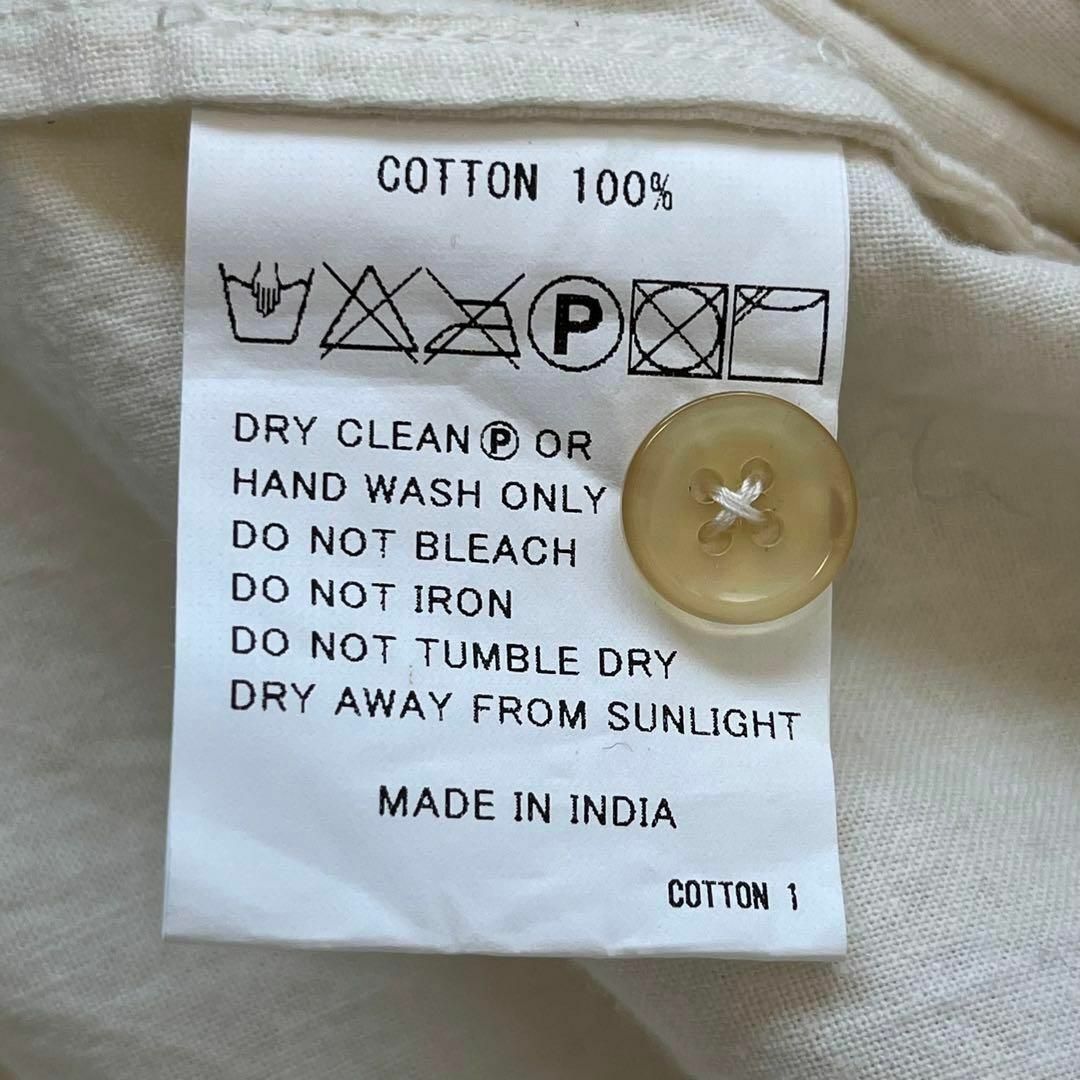 COTTON 100%
P
DRY CLEAN Ⓟ OR
HAND WASH ONLY
DO NOT BLEACH
DO NOT IRON
DO NOT TUMBLE DRY
DRY AWAY FROM SUNLIGHT
MADE IN INDIA
COTTON 1